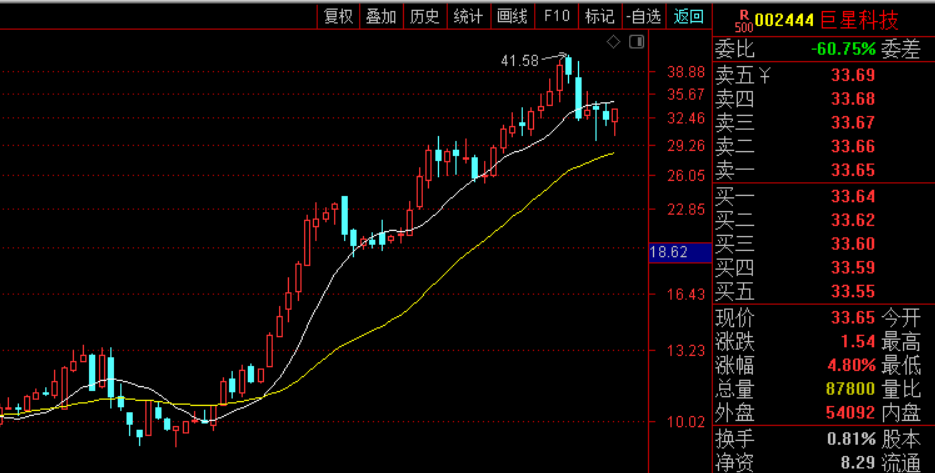 复权 叠加 历史 统计 画线 F10 标记 -自选 返回
R 500 002444 巨星科技
委比 -60.75% 委差
卖五 ¥ 33.69
卖四 33.68
卖三 33.67
卖二 33.66
卖一 33.65
买一 33.64
买二 33.62
买三 33.60
买四 33.59
买五 33.55
现价 33.65 今开
涨跌 1.54 最高
涨幅 4.80% 最低
总量 87800 量比
外盘 54092 内盘
换手 0.81% 股本
净资 8.29 流通
41.58
38.88
35.67
32.46
29.26
26.05
22.85
18.62
16.43
13.23
10.02